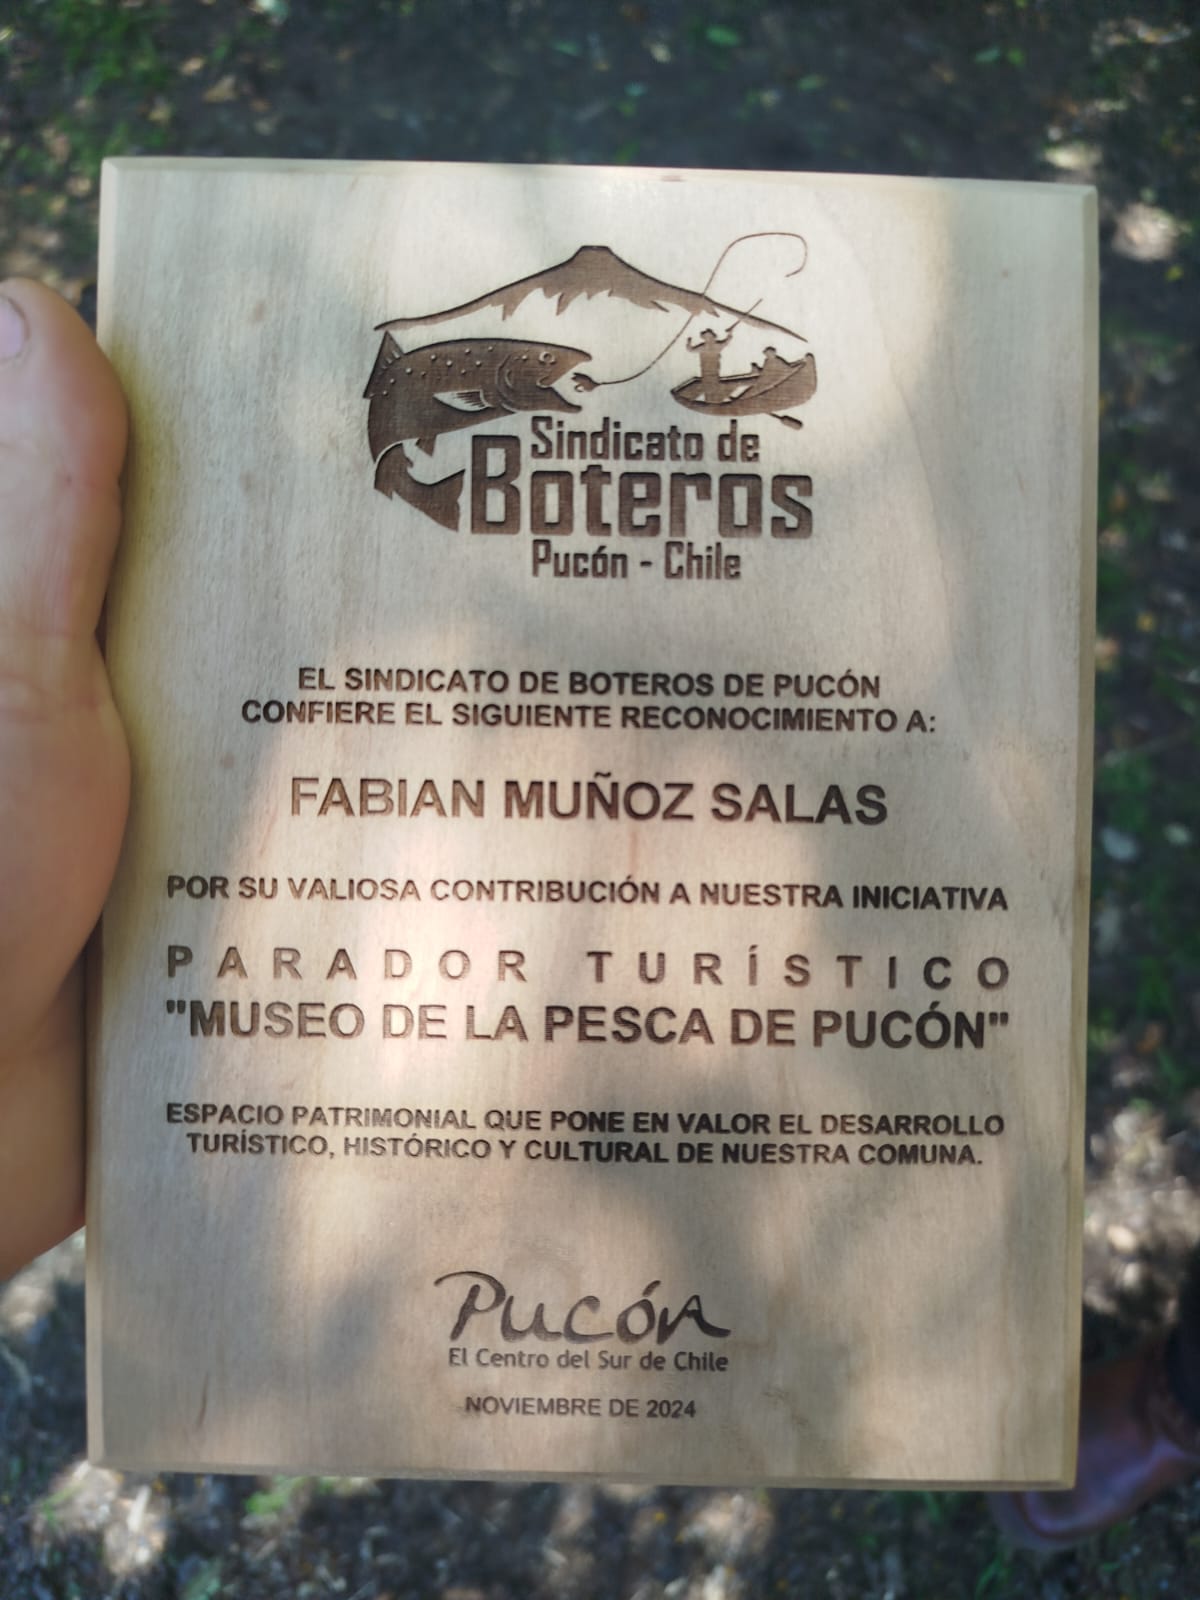 Sindicato de
Boteros
Pucón - Chile
EL SINDICATO DE BOTEROS DE PUCÓN
CONFIERE EL SIGUIENTE RECONOCIMIENTO A:
FABIAN MUÑOZ SALAS
POR SU VALIOSA CONTRIBUCIÓN A NUESTRA INICIATIVA
PARADOR TURÍSTICO
"MUSEO DE LA PESCA DE PUCÓN"
ESPACIO PATRIMONIAL QUE PONE EN VALOR EL DESARROLLO
TURÍSTICO, HISTÓRICO Y CULTURAL DE NUESTRA COMUNA.
Pucón
El Centro del Sur de Chile
NOVIEMBRE DE 2024